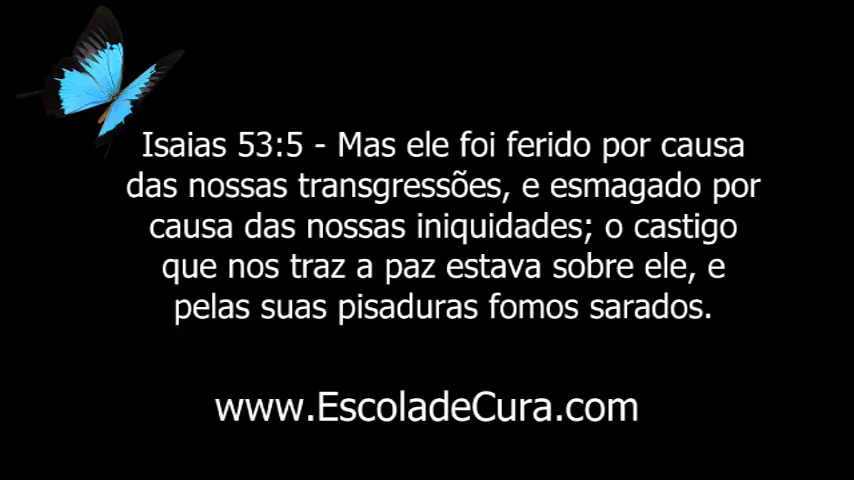 Isaias 53:5 - Mas ele foi ferido por causa
das nossas transgressões, e esmagado por
causa das nossas iniquidades; o castigo
que nos traz a paz estava sobre ele, e
pelas suas pisaduras fomos sarados.
www.EscoladeCura.com